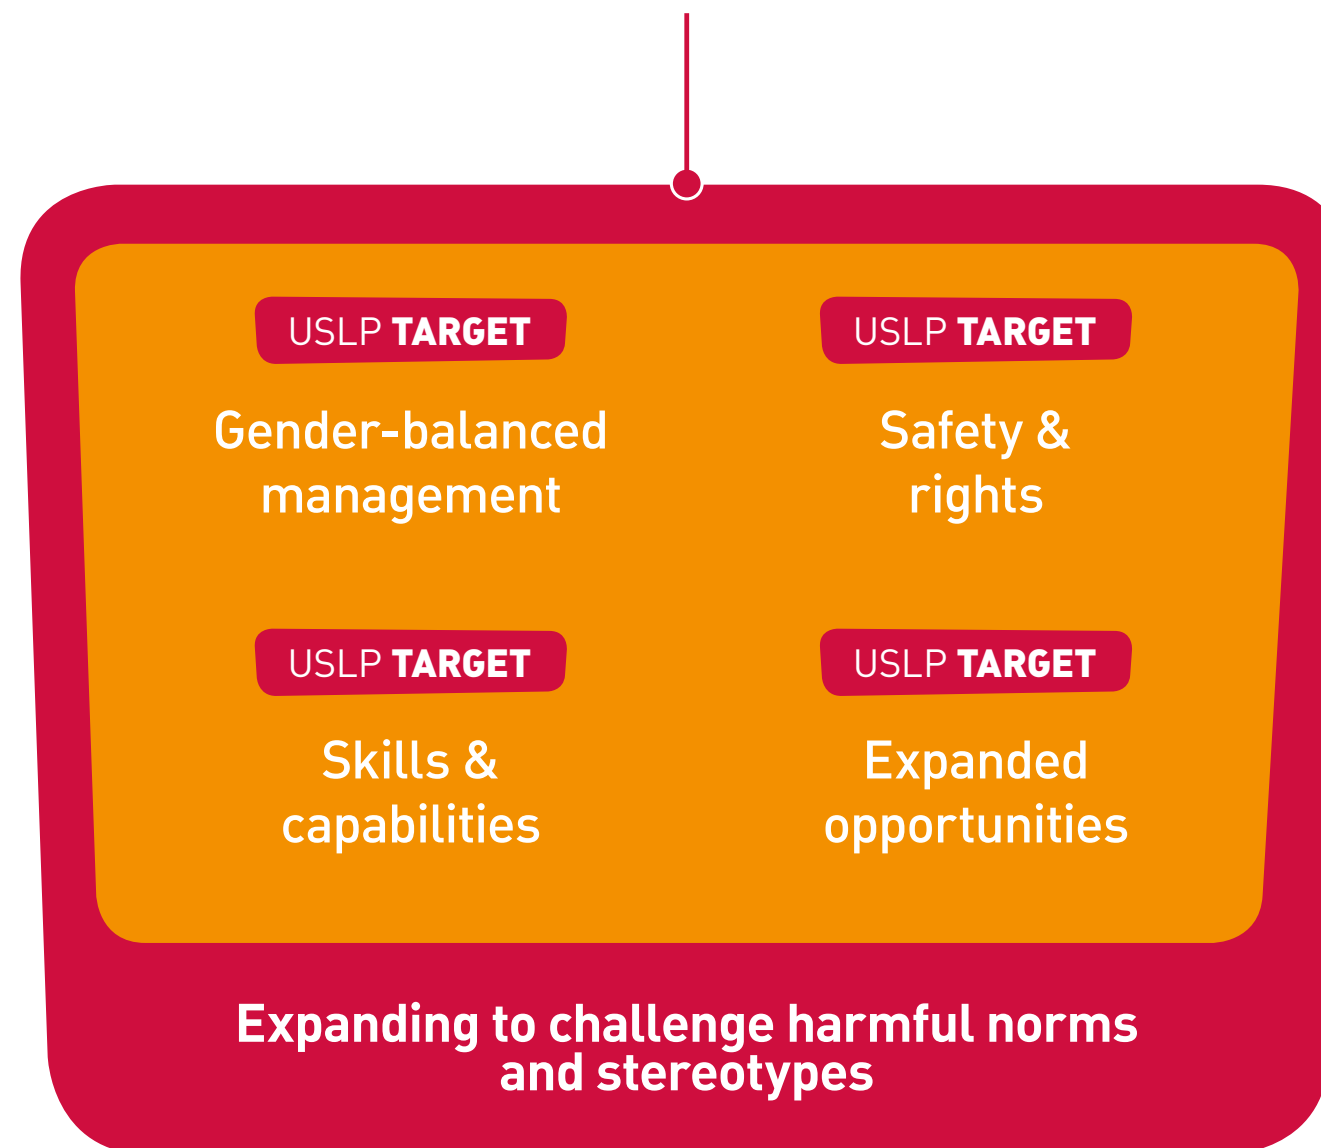 USLP TARGET
Gender-balanced
management
USLP TARGET
Safety &
rights
USLP TARGET
Skills &
capabilities
USLP TARGET
Expanded
opportunities
Expanding to challenge harmful norms
and stereotypes